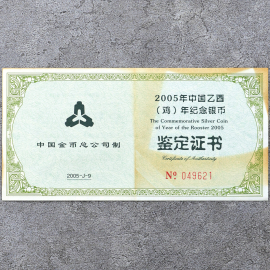 2005年中国乙酉
（鸡）年纪念银币
The Commemorative Silver Coin
of Year of the Rooster 2005
鉴定证书
Certificate of Authenticity
No 049621
中国金币总公司制
2005-J-9